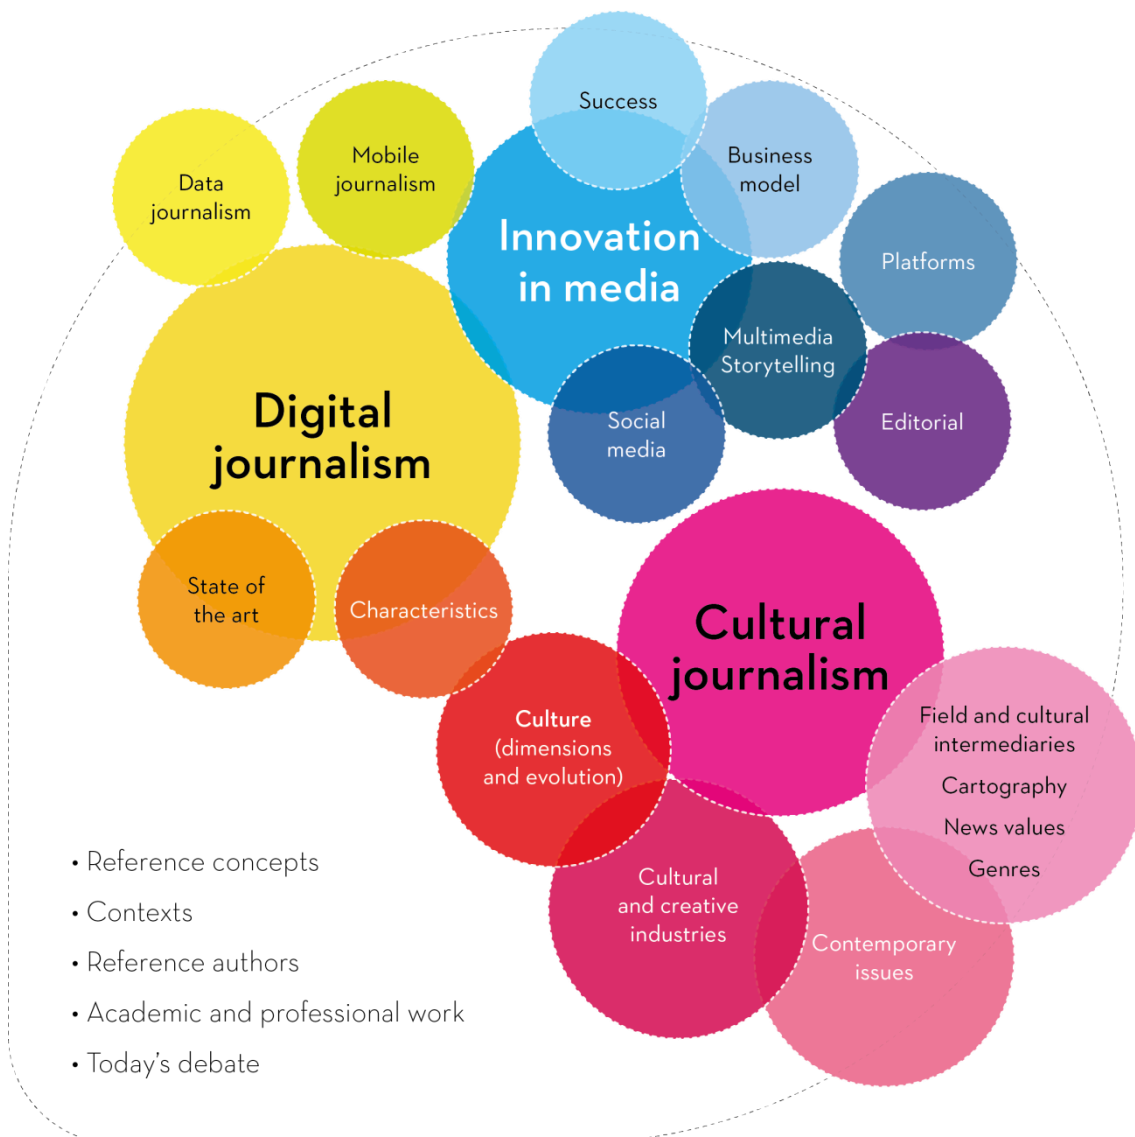 Success
Mobile
journalism
Business
model
Data
journalism
Innovation
in media
Platforms
Multimedia
Storytelling
Digital
journalism
Social
media
Editorial
State of
the art
Characteristics
Cultural
journalism
Culture
(dimensions
and evolution)
Field and cultural
intermediaries
Cartography
News values
Genres
Cultural
and creative
industries
Contemporary
issues
• Reference concepts
• Contexts
• Reference authors
• Academic and professional work
• Today’s debate